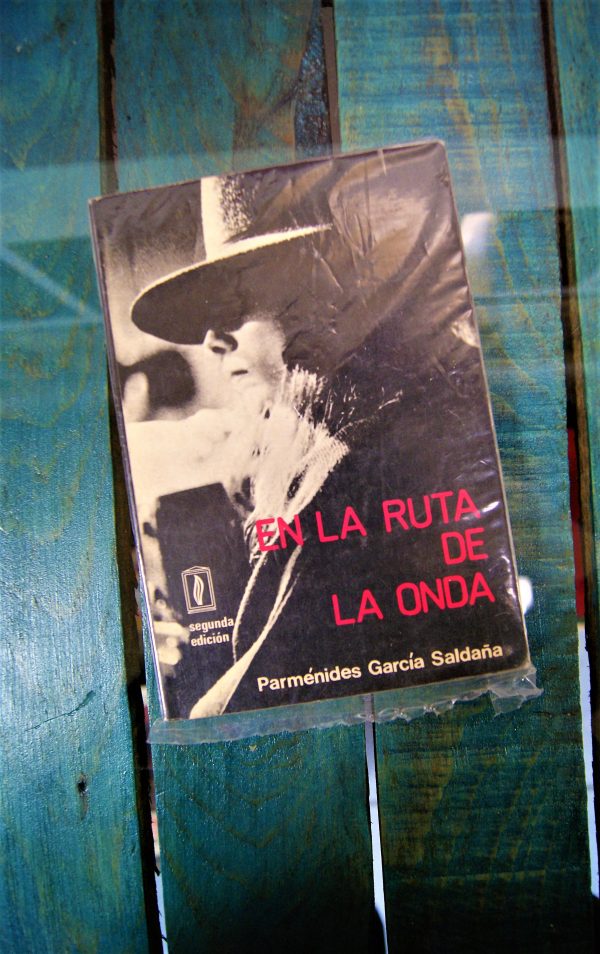 EN LA RUTA
DE
LA ONDA
segunda
edición
Parménides García Saldaña